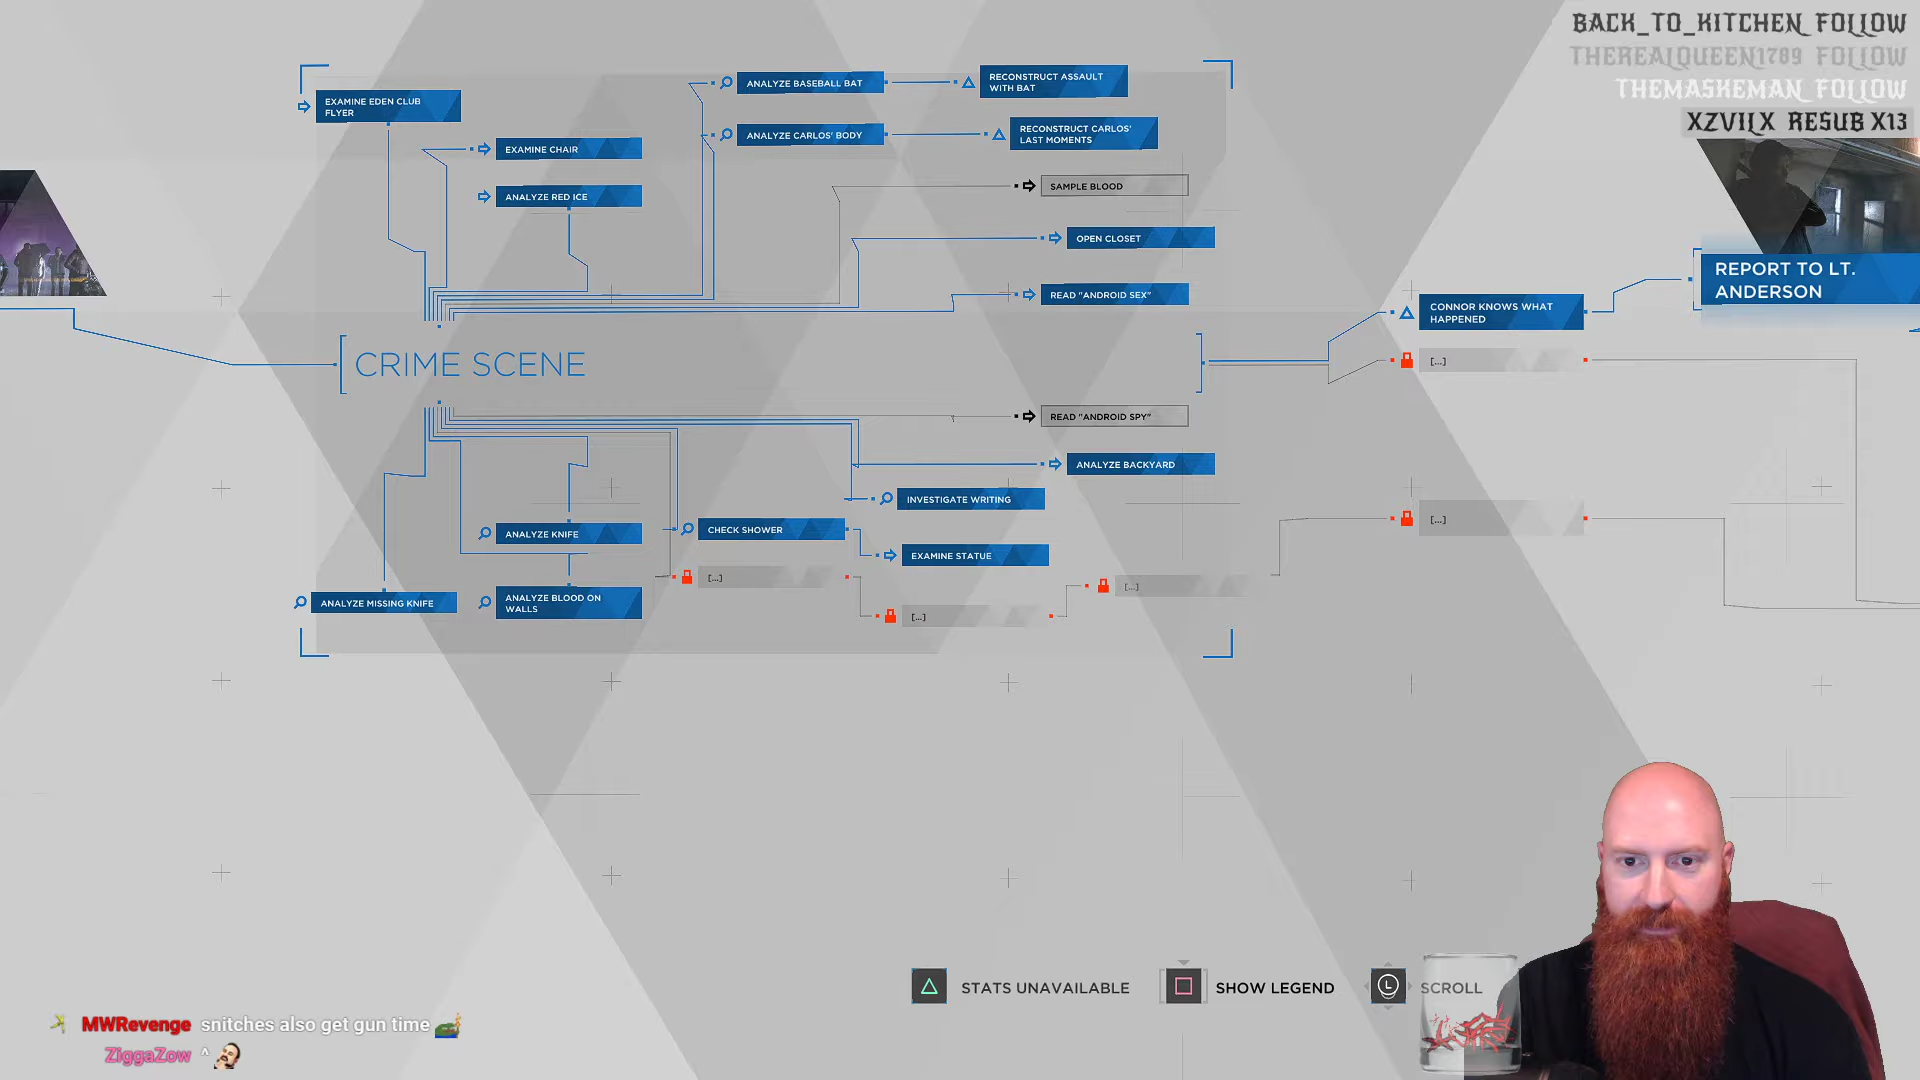 BACK_TO_KITCHEN FOLLOW
THEREALQUEEN1789 FOLLOW
THEMASKEMAN FOLLOW
XZVILX RESUB X13
EXAMINE EDEN CLUB
FLYER
EXAMINE CHAIR
ANALYZE RED ICE
ANALYZE BASEBALL BAT
RECONSTRUCT ASSAULT
WITH BAT
ANALYZE CARLOS' BODY
RECONSTRUCT CARLOS'
LAST MOMENTS
SAMPLE BLOOD
OPEN CLOSET
READ "ANDROID SEX"
CRIME SCENE
CONNOR KNOWS WHAT
HAPPENED
[...]
REPORT TO LT.
ANDERSON
READ "ANDROID SPY"
ANALYZE BACKYARD
INVESTIGATE WRITING
[...]
ANALYZE KNIFE
CHECK SHOWER
EXAMINE STATUE
[...]
[...]
[...]
ANALYZE MISSING KNIFE
ANALYZE BLOOD ON
WALLS
STATS UNAVAILABLE
SHOW LEGEND
L
SCROLL
MWRevenge snitches also get gun time
ZiggaZow ^